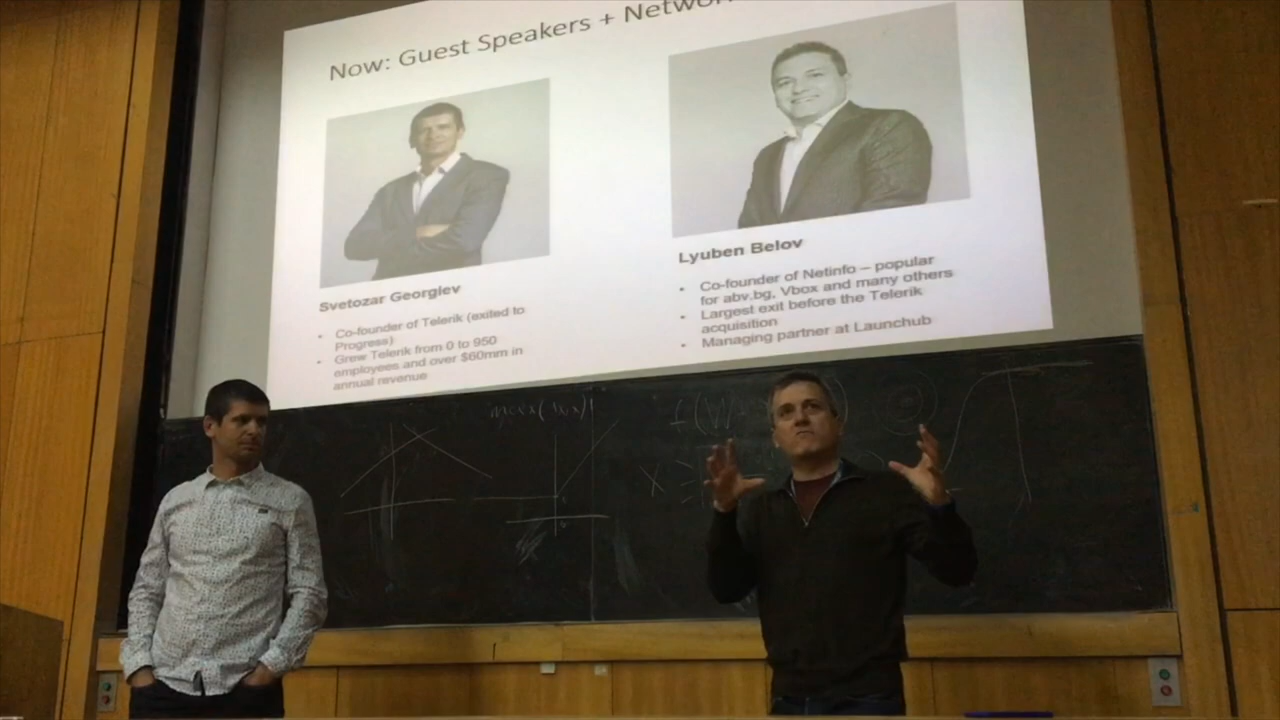 Now: Guest Speakers +
Svetozar Georgiev
• Co-founder of Telerik (exited to
Progress)
• Grew Telerik from 0 to 950
employees and over $60mm in
annual revenue
Lyuben Belov
• Co-founder of Netinfo – popular
for abv.bg, Vbox and many others
• Largest exit before the Telerik
acquisition
• Managing partner at Launchub
f(W
X